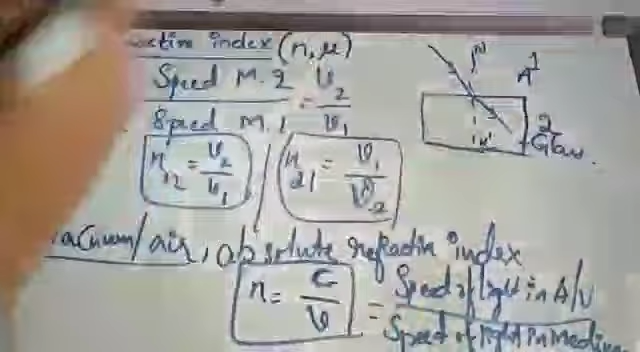 index (n, μ)
Speed M.2 = v2/v1
Speed M.1
n12 = v2/v1 / n21 = v1/v2
N A 1
N' 2 Glass.
vacuum/air, absolute refractive index
n = C/v = Speed of light in A/V
Speed of light in Medium